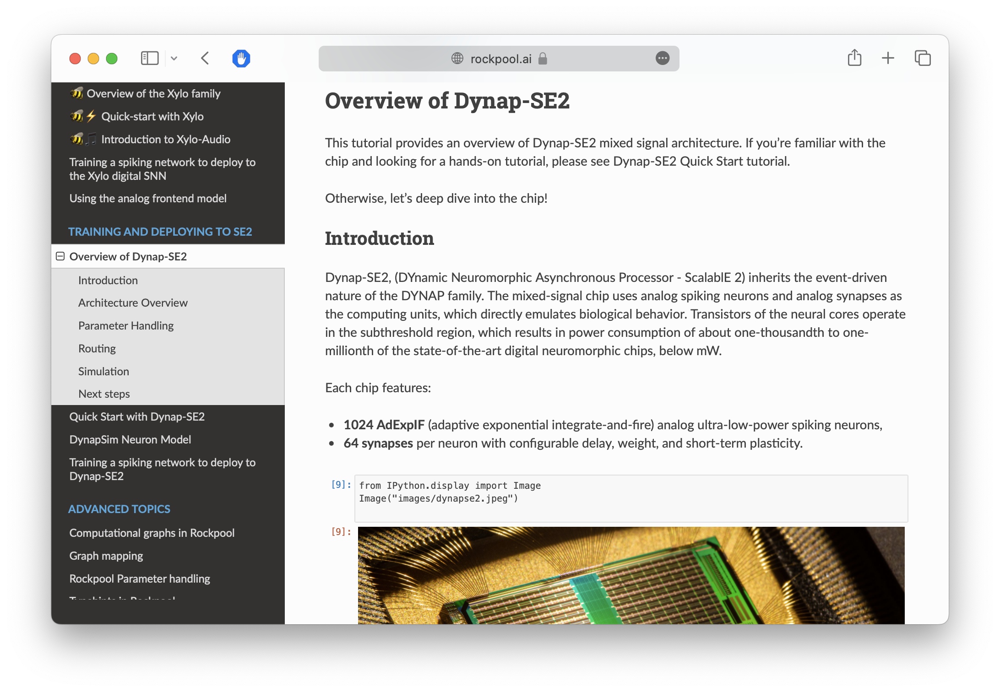 rockpool.ai
Overview of the Xylo family
Quick-start with Xylo
Introduction to Xylo-Audio
Training a spiking network to deploy to
the Xylo digital SNN
Using the analog frontend model
TRAINING AND DEPLOYING TO SE2
Overview of Dynap-SE2
Introduction
Architecture Overview
Parameter Handling
Routing
Simulation
Next steps
Quick Start with Dynap-SE2
DynapSim Neuron Model
Training a spiking network to deploy to
Dynap-SE2
ADVANCED TOPICS
Computational graphs in Rockpool
Graph mapping
Rockpool Parameter handling
Typehints in Rockpool
Overview of Dynap-SE2
This tutorial provides an overview of Dynap-SE2 mixed signal architecture. If you’re familiar with the
chip and looking for a hands-on tutorial, please see Dynap-SE2 Quick Start tutorial.
Otherwise, let’s deep dive into the chip!
Introduction
Dynap-SE2, (DYnamic Neuromorphic Asynchronous Processor - ScalablE 2) inherits the event-driven
nature of the DYNAP family. The mixed-signal chip uses analog spiking neurons and analog synapses as
the computing units, which directly emulates biological behavior. Transistors of the neural cores operate
in the subthreshold region, which results in power consumption of about one-thousandth to one-
millionth of the state-of-the-art digital neuromorphic chips, below mW.
Each chip features:
• 1024 AdExpIF (adaptive exponential integrate-and-fire) analog ultra-low-power spiking neurons,
• 64 synapses per neuron with configurable delay, weight, and short-term plasticity.
[9]: from IPython.display import Image
Image("images/dynapse2.jpeg")
[9]: